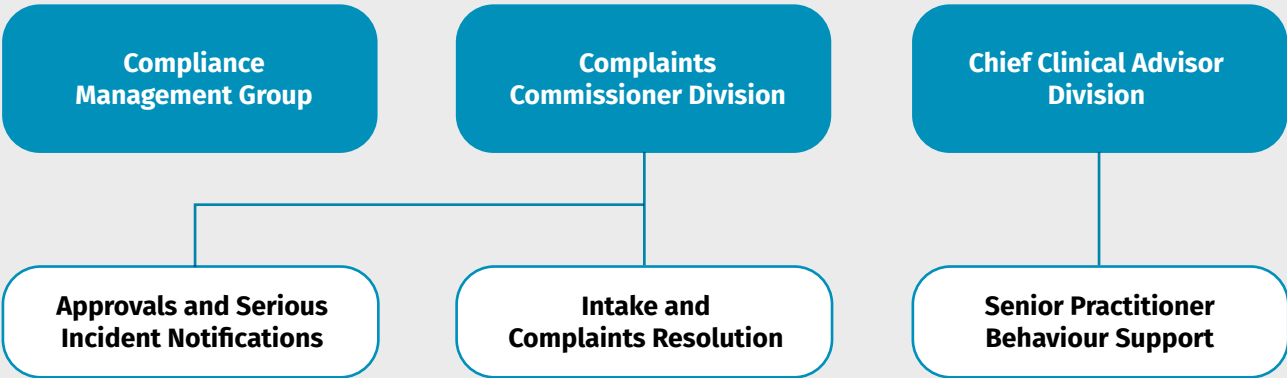 Compliance
Management Group
Complaints
Commissioner Division
Chief Clinical Advisor
Division
Approvals and Serious
Incident Notifications
Intake and
Complaints Resolution
Senior Practitioner
Behaviour Support